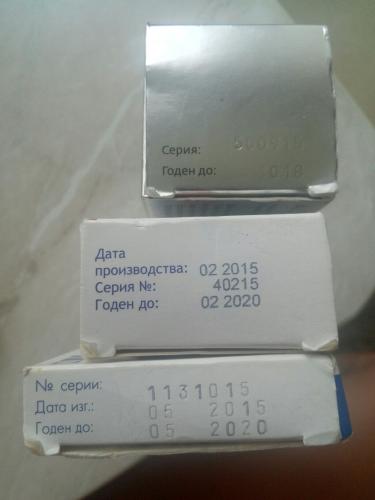 Серия:
Годен до:
Дата
производства: 02 2015
Серия №: 40215
Годен до: 02 2020
№ серии: 1131015
Дата изг.: 05 2015
Годен до: 05 2020